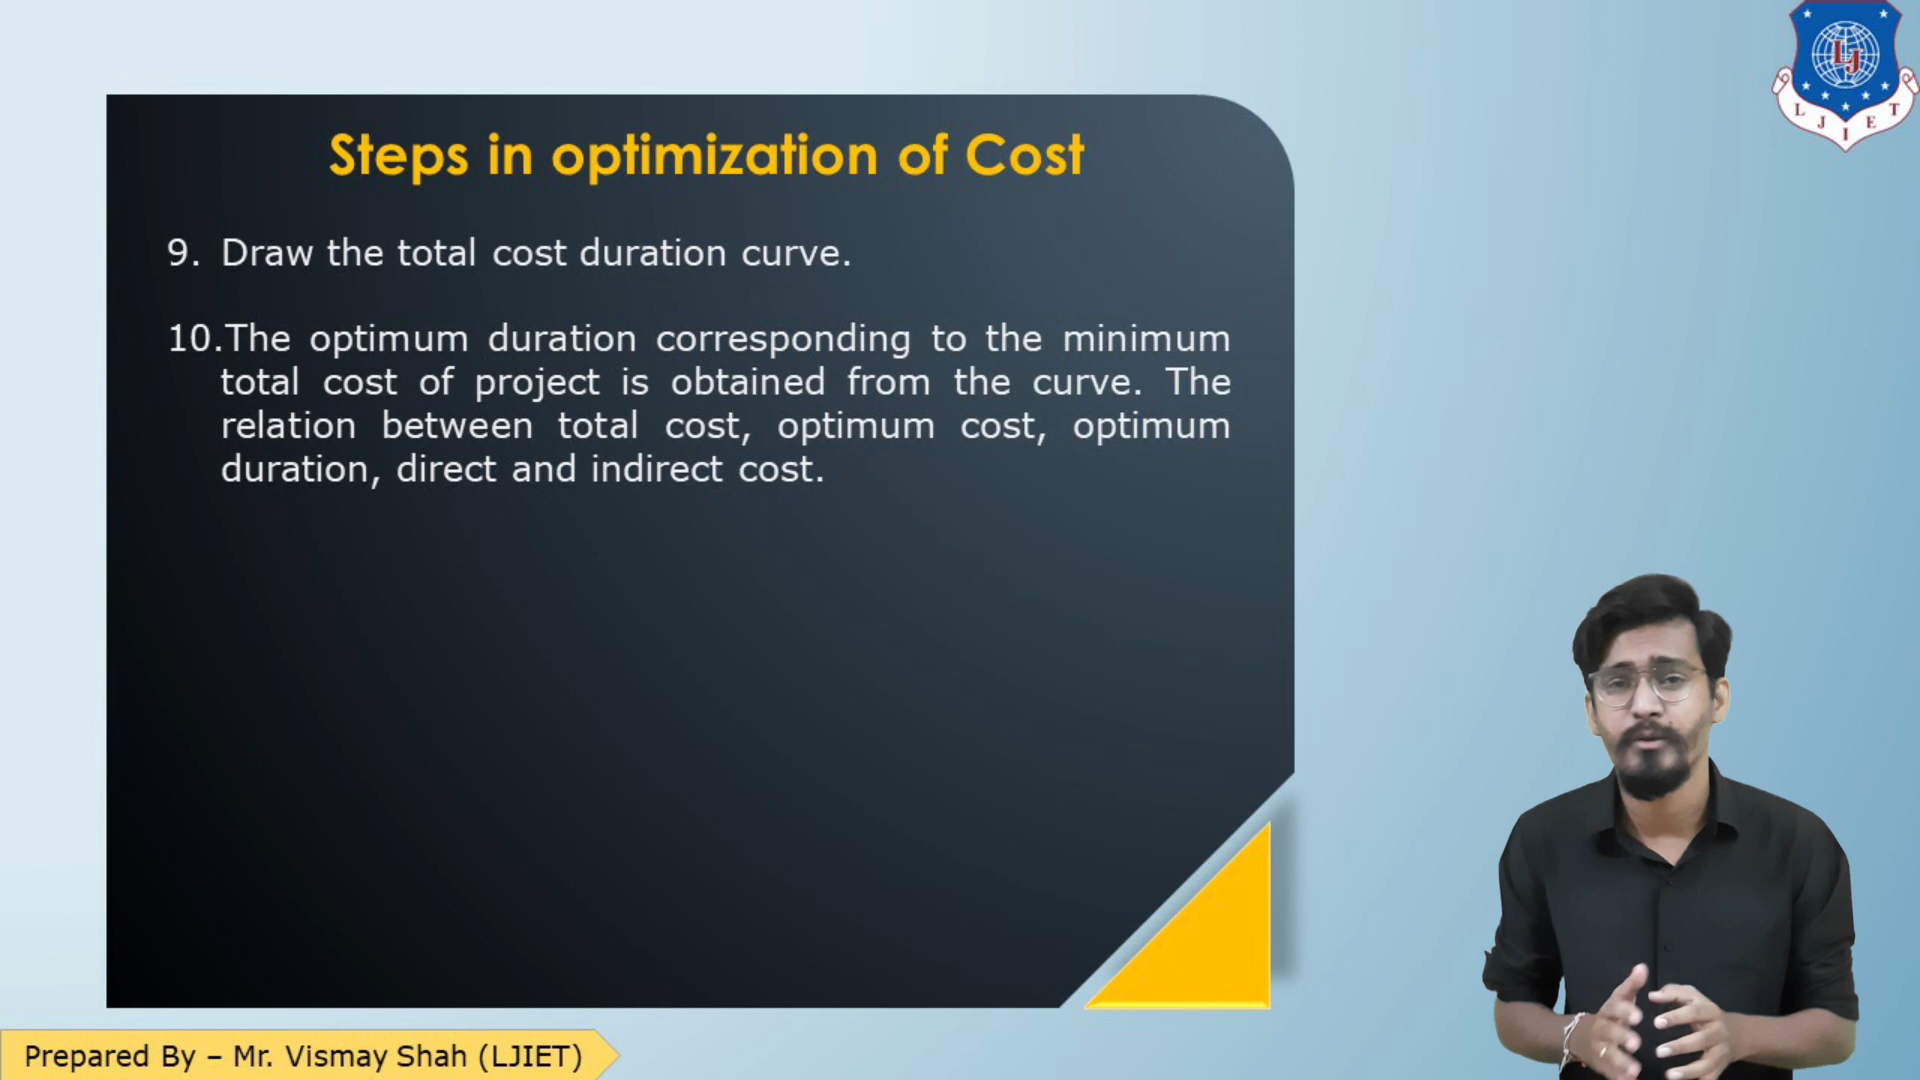 Steps in optimization of Cost
9. Draw the total cost duration curve.
10.The optimum duration corresponding to the minimum
total cost of project is obtained from the curve. The
relation between total cost, optimum cost, optimum
duration, direct and indirect cost.
LJ
L J I E T
Prepared By – Mr. Vismay Shah (LJIET)